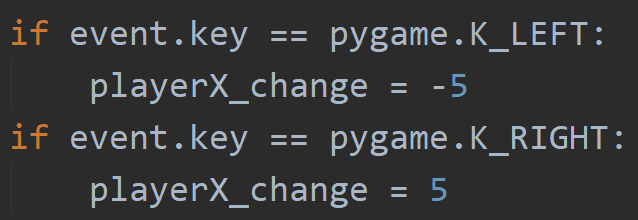 if event.key == pygame.K_LEFT:
    playerX_change = -5
if event.key == pygame.K_RIGHT:
    playerX_change = 5